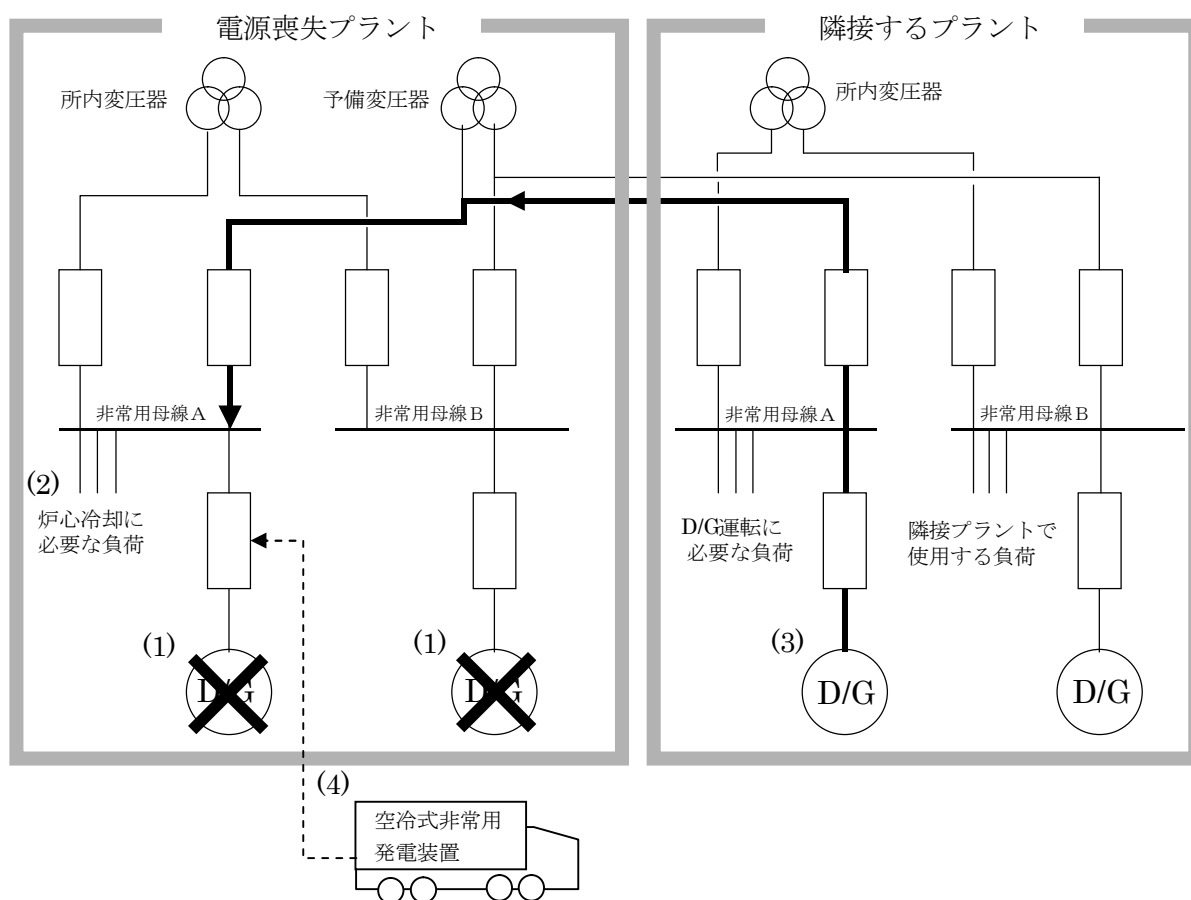 電源喪失プラント
隣接するプラント
所内変圧器
予備変圧器
所内変圧器
非常用母線A
非常用母線B
非常用母線A
非常用母線B
(2)
炉心冷却に
必要な負荷
D/G運転に
必要な負荷
隣接プラントで
使用する負荷
(1)
(1)
(3)
D/G
D/G
D/G
D/G
(4)
空冷式非常用
発電装置